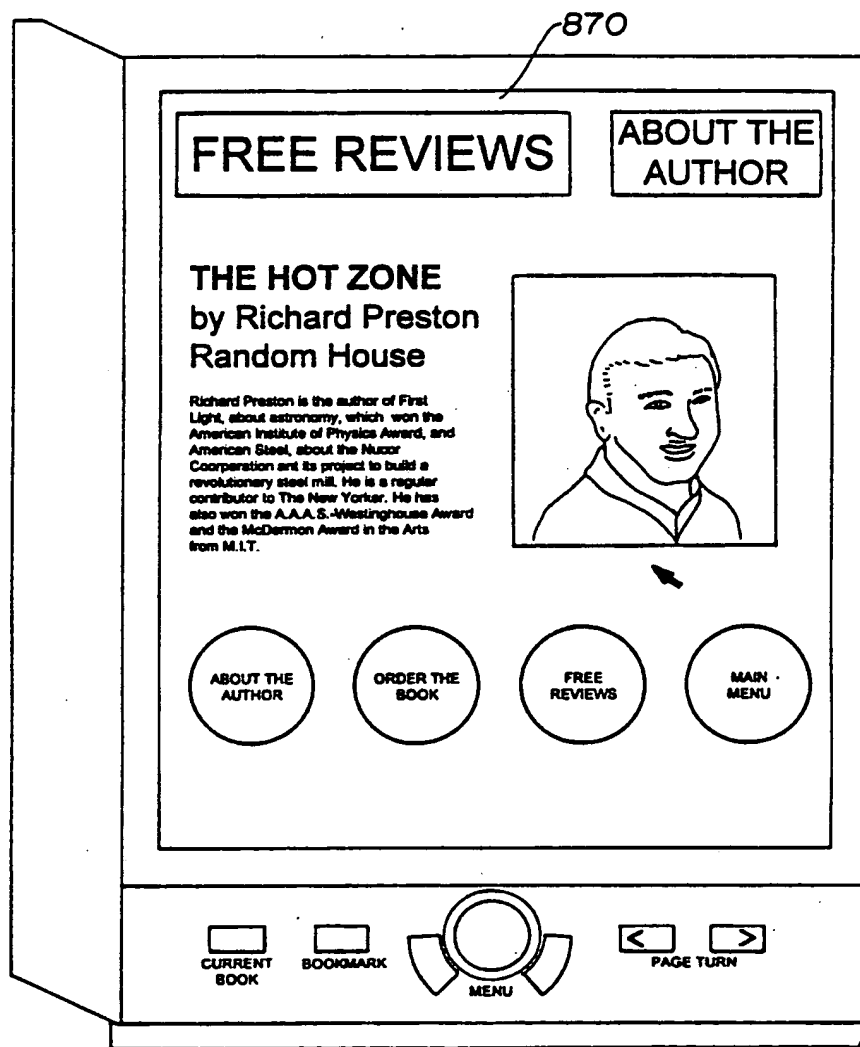 870
FREE REVIEWS
ABOUT THE
AUTHOR
THE HOT ZONE
by Richard Preston
Random House
Richard Preston is the author of First
Light, about astronomy, which won the
American Institute of Physics Award, and
American Steel, about the Nucor
Coorperation ant its project to build a
revolutionary steel mill. He is a regular
contributor to The New Yorker. He has
also won the A.A.A.S.-Westinghouse Award
and the McDermon Award in the Arts
from M.I.T.
ABOUT THE
AUTHOR
ORDER THE
BOOK
FREE
REVIEWS
MAIN
MENU
CURRENT
BOOK
BOOKMARK
MENU
< >
PAGE TURN